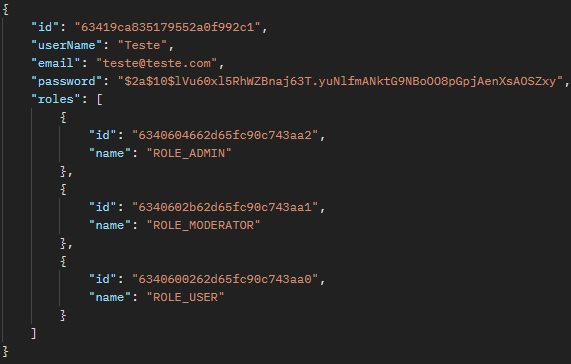 {
    "id": "63419ca835179552a0f992c1",
    "userName": "Teste",
    "email": "teste@teste.com",
    "password": "$2a$10$lVu60xl5RhWZBnaj63T.yuNlfmANktG9NBoOO8pGpjAenXsAOSZxy",
    "roles": [
        {
            "id": "6340604662d65fc90c743aa2",
            "name": "ROLE_ADMIN"
        },
        {
            "id": "6340602b62d65fc90c743aa1",
            "name": "ROLE_MODERATOR"
        },
        {
            "id": "6340600262d65fc90c743aa0",
            "name": "ROLE_USER"
        }
    ]
}